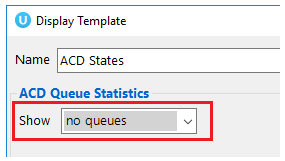 Display Template
Name ACD States
ACD Queue Statistics
Show no queues